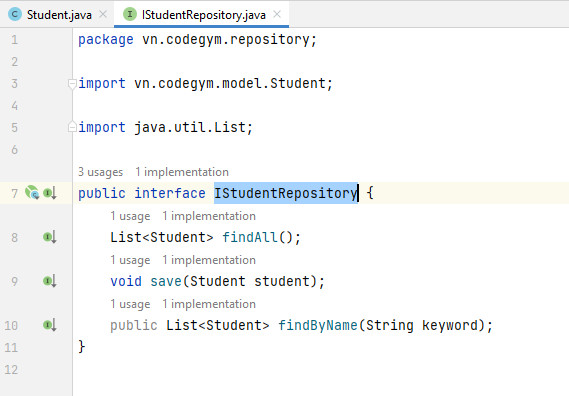 Student.java
IStudentRepository.java
1 package vn.codegym.repository;
2
3 import vn.codegym.model.Student;
4
5 import java.util.List;
6
3 usages 1 implementation
7 public interface IStudentRepository {
1 usage 1 implementation
8 List<Student> findAll();
1 usage 1 implementation
9 void save(Student student);
1 usage 1 implementation
10 public List<Student> findByName(String keyword);
11 }
12